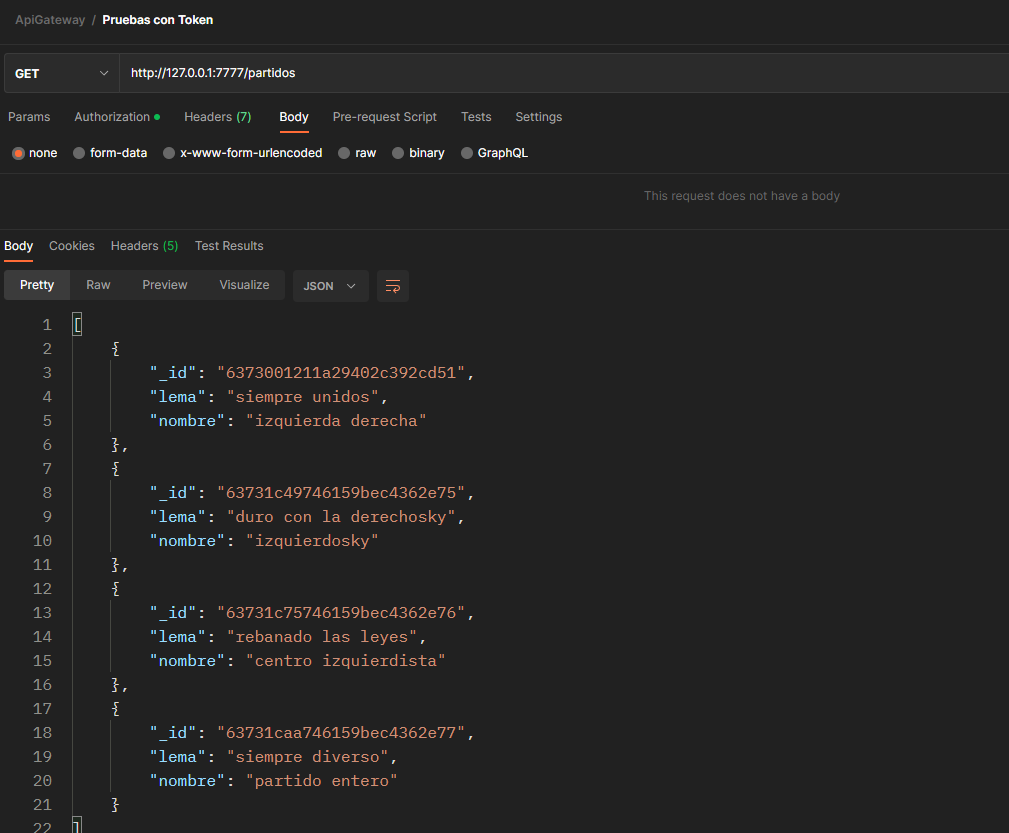 ApiGateway / Pruebas con Token
GET http://127.0.0.1:7777/partidos
Params Authorization Headers (7) Body Pre-request Script Tests Settings
none form-data x-www-form-urlencoded raw binary GraphQL
This request does not have a body
Body Cookies Headers (5) Test Results
Pretty Raw Preview Visualize JSON
1 [
2 {
3 "_id": "6373001211a29402c392cd51",
4 "lema": "siempre unidos",
5 "nombre": "izquierda derecha"
6 },
7 {
8 "_id": "63731c49746159bec4362e75",
9 "lema": "duro con la derechosky",
10 "nombre": "izquierdosky"
11 },
12 {
13 "_id": "63731c75746159bec4362e76",
14 "lema": "rebanado las leyes",
15 "nombre": "centro izquierdista"
16 },
17 {
18 "_id": "63731caa746159bec4362e77",
19 "lema": "siempre diverso",
20 "nombre": "partido entero"
21 }
22 ]